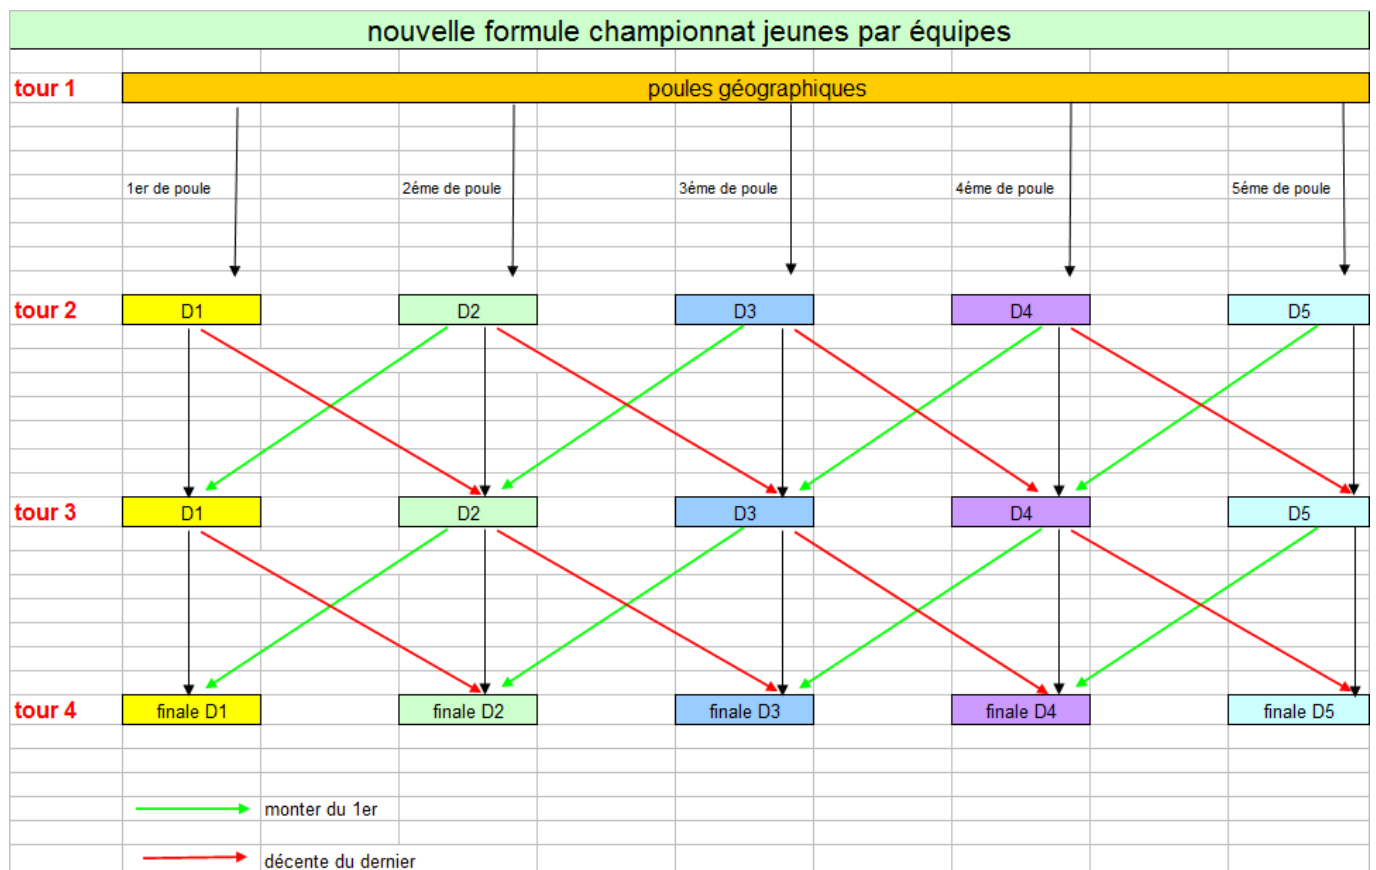 nouvelle formule championnat jeunes par équipes
tour 1
poules géographiques
1er de poule
2éme de poule
3éme de poule
4éme de poule
5éme de poule
tour 2
D1
D2
D3
D4
D5
tour 3
D1
D2
D3
D4
D5
tour 4
finale D1
finale D2
finale D3
finale D4
finale D5
monter du 1er
décente du dernier